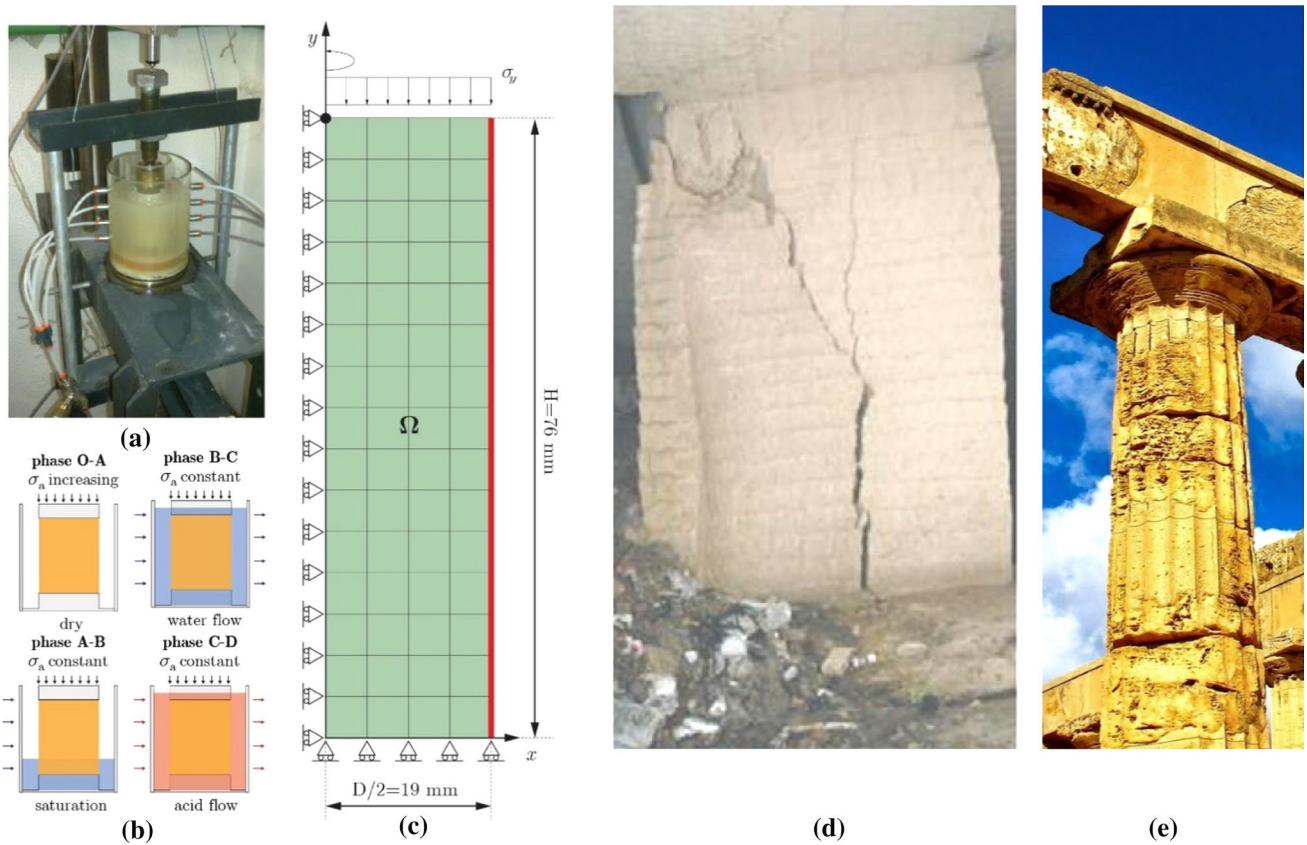 (a)
phase O-A
σa increasing
dry
phase B-C
σa constant
water flow
phase A-B
σa constant
saturation
phase C-D
σa constant
acid flow
(b)
y
σy
Ω
H=76 mm
x
D/2=19 mm
(c)
(d)
(e)